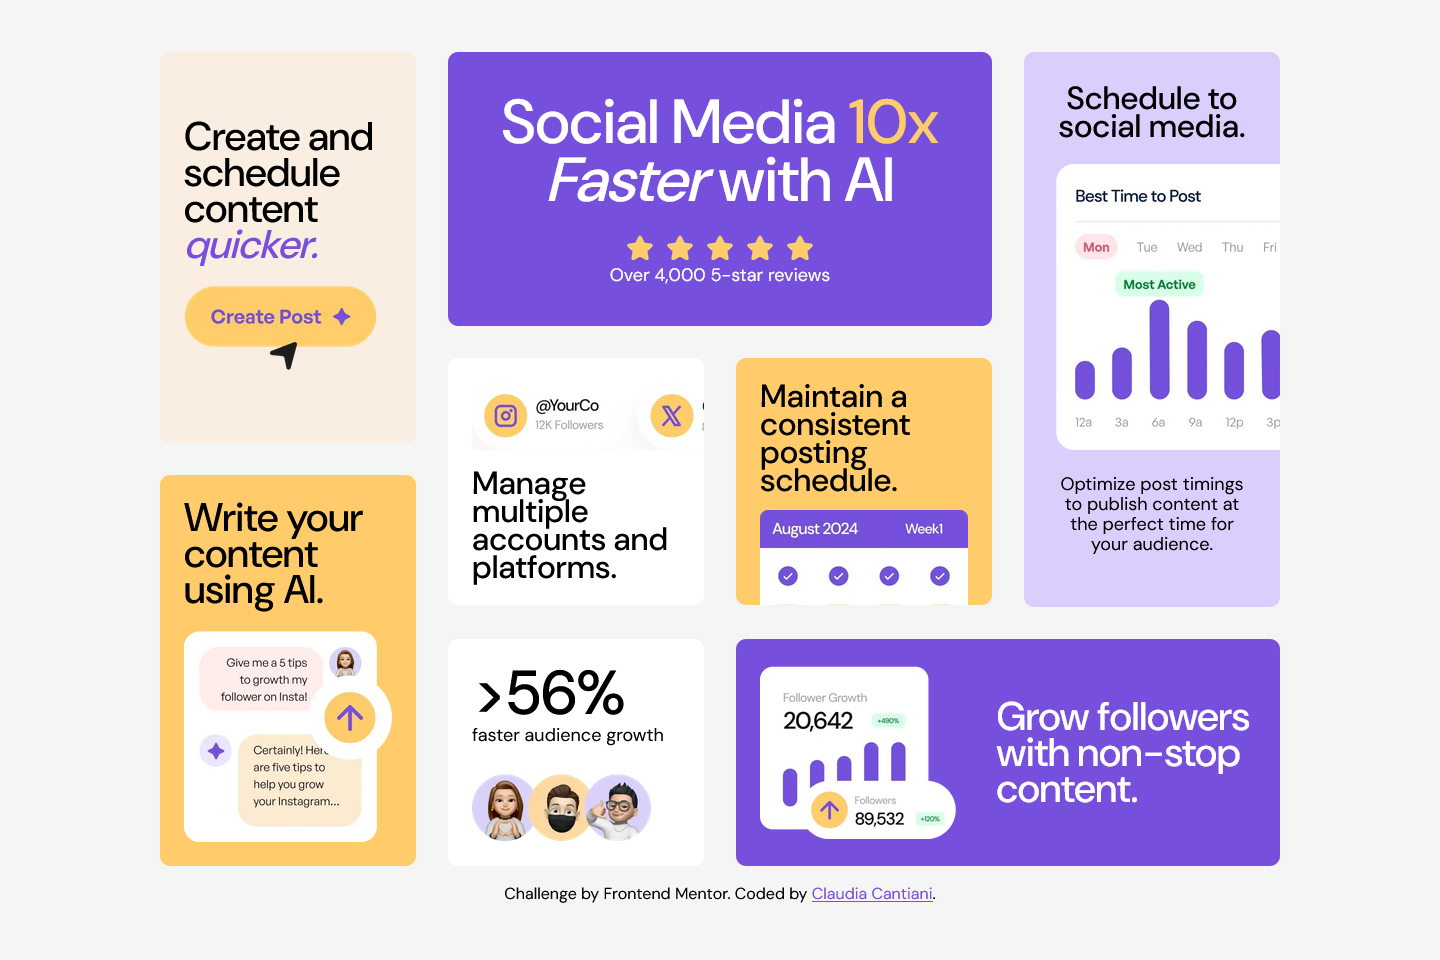 Create and
schedule
content
quicker.
Create Post
Social Media 10x
Faster with AI
Over 4,000 5-star reviews
Schedule to
social media.
Best Time to Post
Mon Tue Wed Thu Fri
Most Active
12a 3a 6a 9a 12p 3p
Optimize post timings
to publish content at
the perfect time for
your audience.
@YourCo
12K Followers
Manage
multiple
accounts and
platforms.
Maintain a
consistent
posting
schedule.
August 2024 Week1
Write your
content
using AI.
Give me a 5 tips
to growth my
follower on Insta!
Certainly! Here
are five tips to
help you grow
your Instagram...
>56%
faster audience growth
Follower Growth
20,642 +490%
Followers
89,532 +120%
Grow followers
with non-stop
content.
Challenge by Frontend Mentor. Coded by Claudia Cantiani.